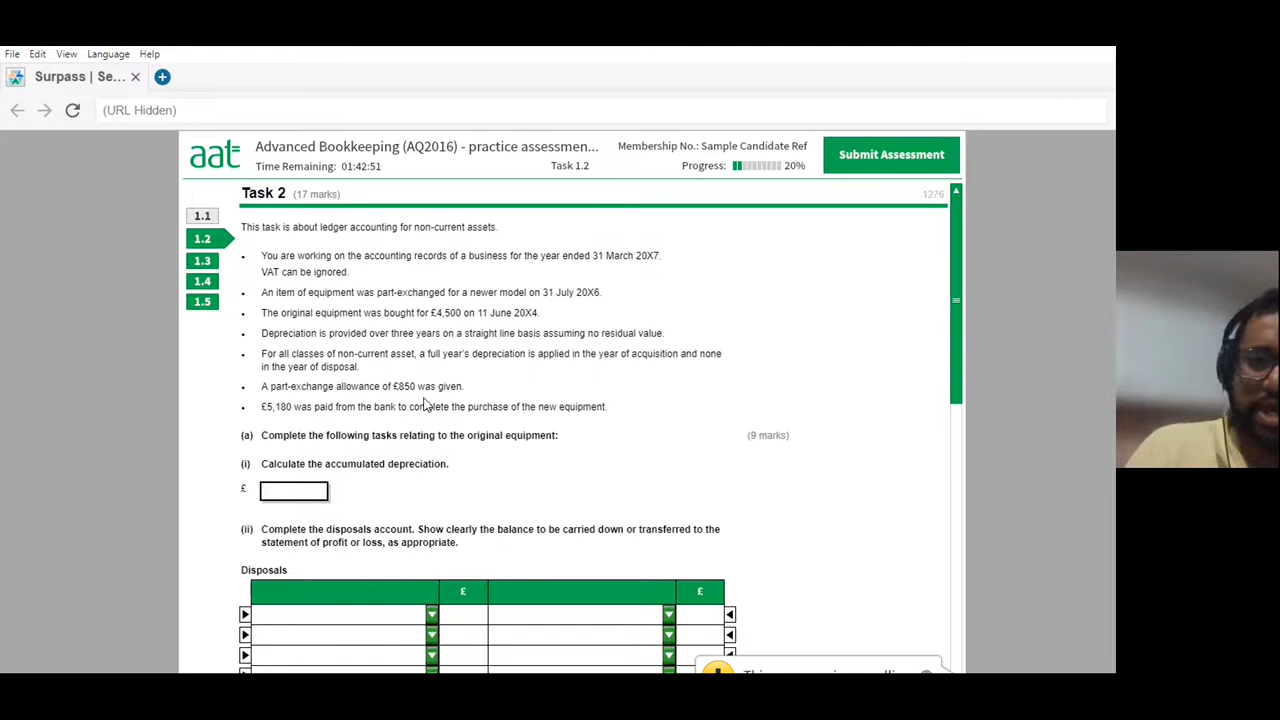 File Edit View Language Help
Surpass | Se...
(URL Hidden)
aat
Advanced Bookkeeping (AQ2016) - practice assessmen...
Membership No.: Sample Candidate Ref
Submit Assessment
Time Remaining: 01:42:51
Task 1.2
Progress: 20%
Task 2 (17 marks)
1276
1.1
1.2
1.3
1.4
1.5
This task is about ledger accounting for non-current assets.
• You are working on the accounting records of a business for the year ended 31 March 20X7.
VAT can be ignored.
• An item of equipment was part-exchanged for a newer model on 31 July 20X6.
• The original equipment was bought for £4,500 on 11 June 20X4.
• Depreciation is provided over three years on a straight line basis assuming no residual value.
• For all classes of non-current asset, a full year's depreciation is applied in the year of acquisition and none
in the year of disposal.
• A part-exchange allowance of £850 was given.
• £5,180 was paid from the bank to complete the purchase of the new equipment.
(a) Complete the following tasks relating to the original equipment: (9 marks)
(i) Calculate the accumulated depreciation.
£
(ii) Complete the disposals account. Show clearly the balance to be carried down or transferred to the
statement of profit or loss, as appropriate.
Disposals
£ £